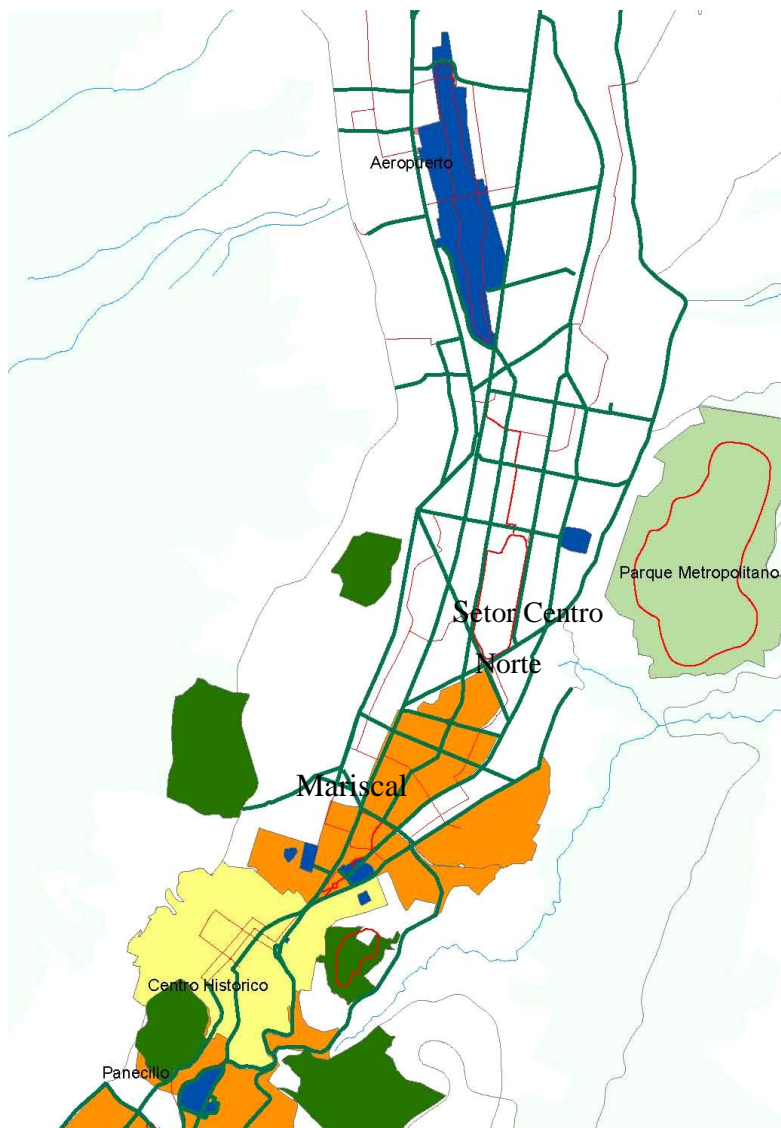 Aeropuerto
Parque Metropolitano
Setor Centro
Norte
Mariscal
Centro Historico
Panecillo